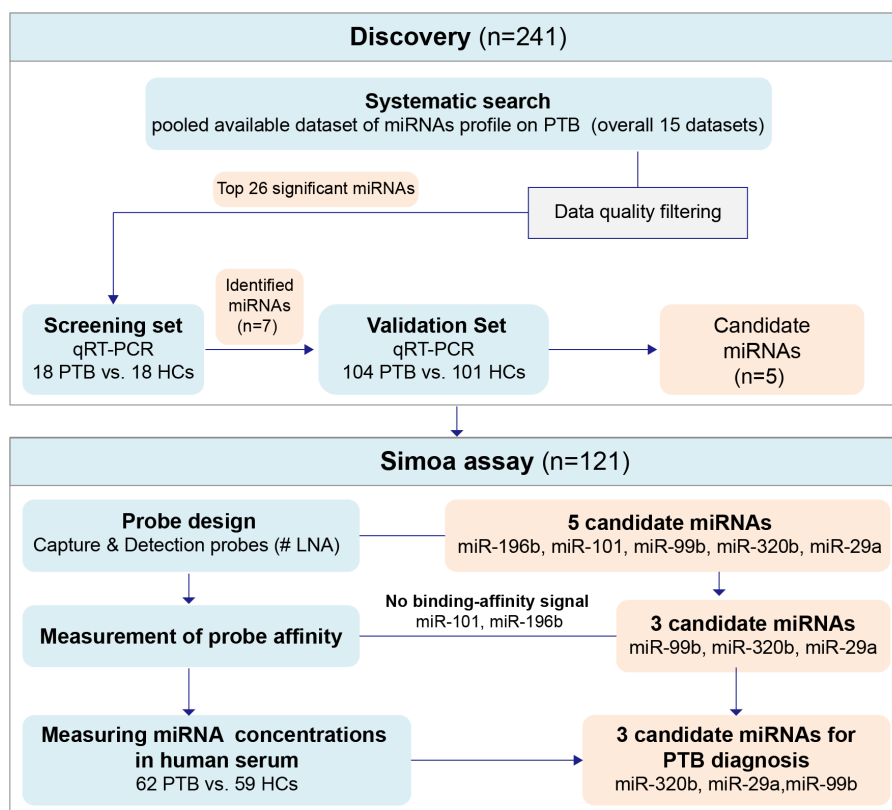 Discovery (n=241)
Systematic search
pooled available dataset of miRNAs profile on PTB (overall 15 datasets)
Top 26 significant miRNAs
Data quality filtering
Screening set
qRT-PCR
18 PTB vs. 18 HCs
Identified
miRNAs
(n=7)
Validation Set
qRT-PCR
104 PTB vs. 101 HCs
Candidate
miRNAs
(n=5)
Simoa assay (n=121)
Probe design
Capture & Detection probes (# LNA)
5 candidate miRNAs
miR-196b, miR-101, miR-99b, miR-320b, miR-29a
Measurement of probe affinity
No binding-affinity signal
miR-101, miR-196b
3 candidate miRNAs
miR-99b, miR-320b, miR-29a
Measuring miRNA concentrations
in human serum
62 PTB vs. 59 HCs
3 candidate miRNAs for
PTB diagnosis
miR-320b, miR-29a,miR-99b